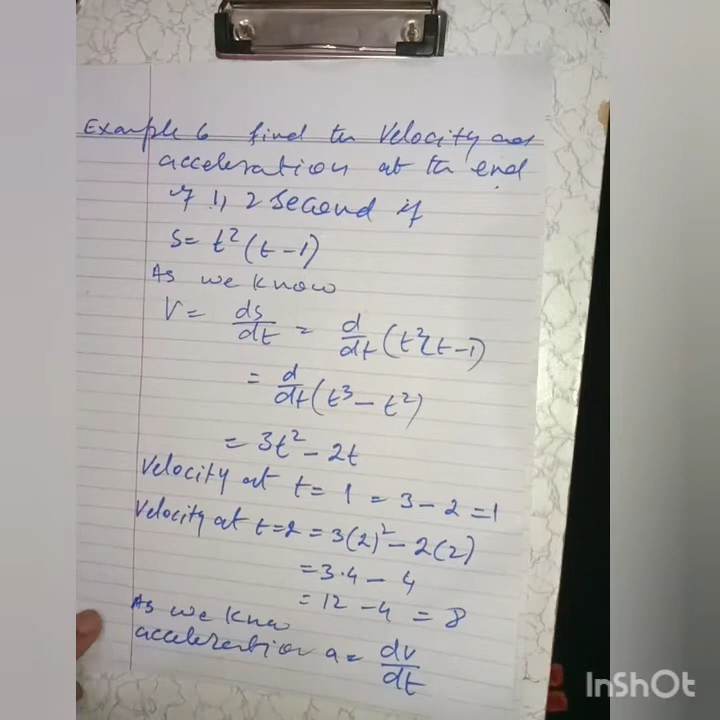 Example 6 find the Velocity and
acceleration at the end
of 1, 2 second if
s= t²(t-1)
As we know
V= ds/dt = d/dt (t²(t-1)
= d/dt (t³ - t²)
= 3t² - 2t
Velocity at t= 1 = 3-2 =1
Velocity at t=2 = 3(2)² - 2(2)
=3.4 - 4
= 12 -4 = 8
As we know
acceleration a= dv/dt
InShOt